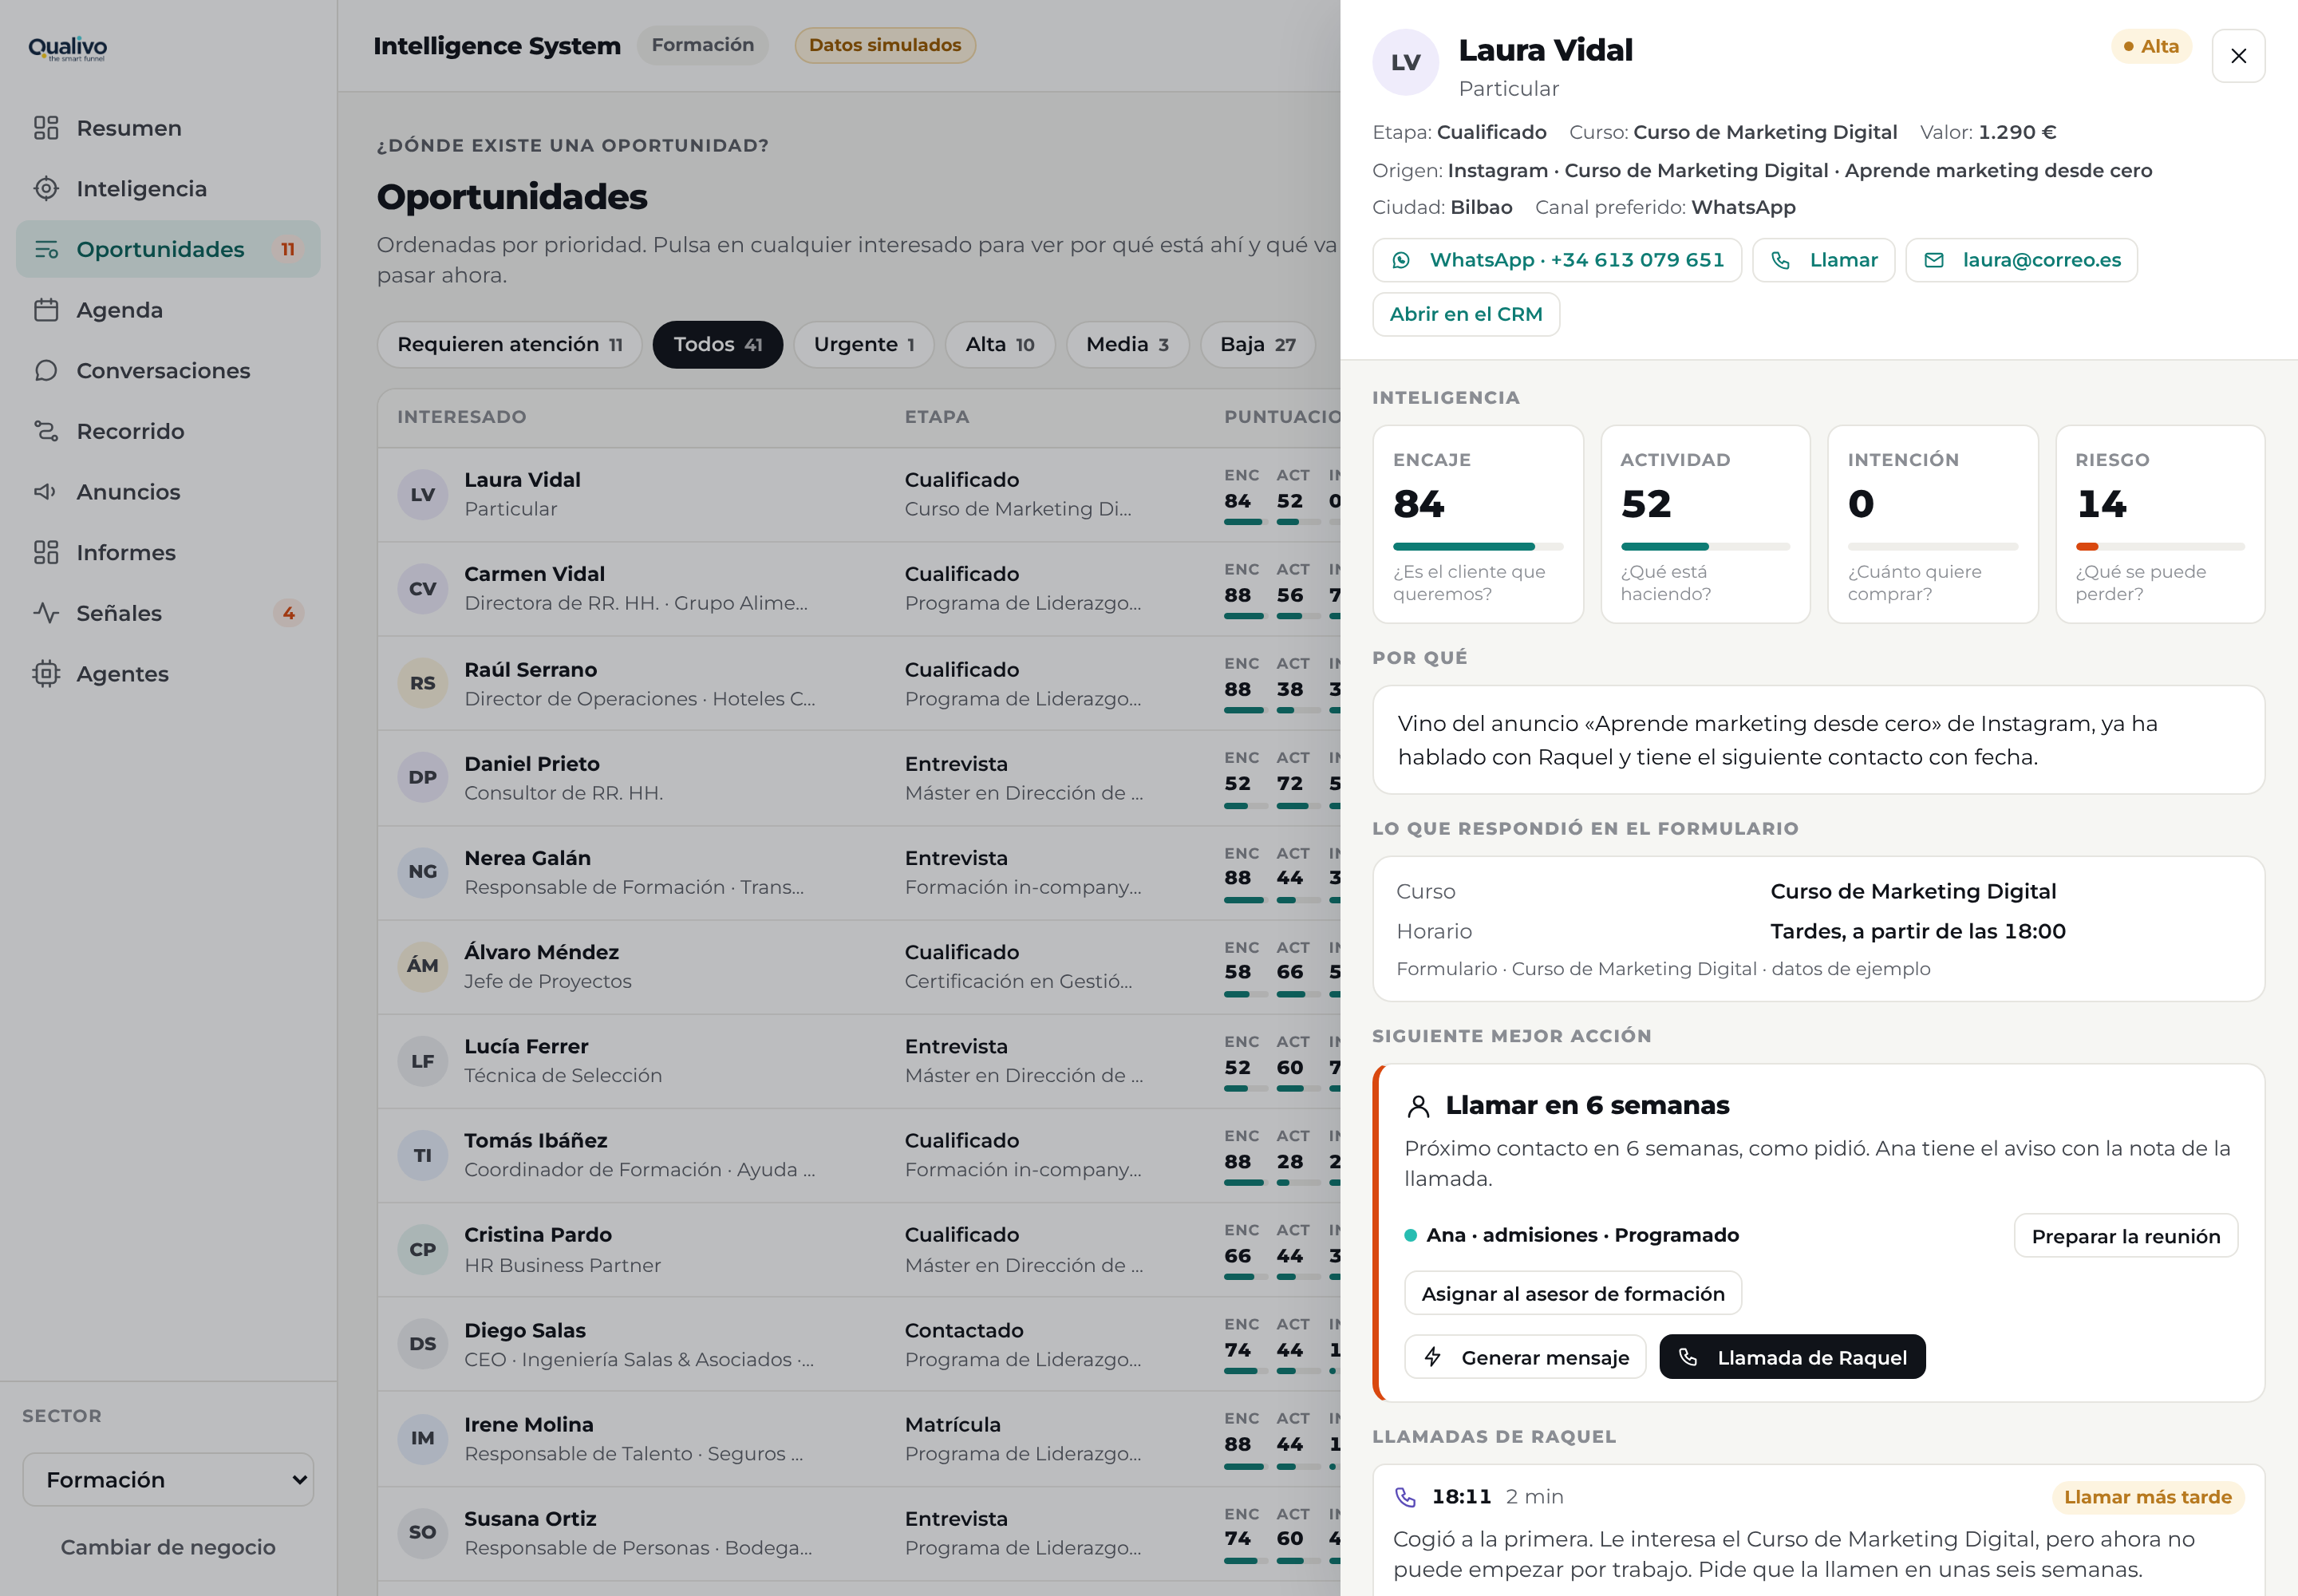 Qualivo
the smart funnel
Resumen
Inteligencia
Oportunidades 11
Agenda
Conversaciones
Recorrido
Anuncios
Informes
Señales 4
Agentes
SECTOR
Formación
Cambiar de negocio
Intelligence System Formación Datos simulados
¿DÓNDE EXISTE UNA OPORTUNIDAD?
Oportunidades
Ordenadas por prioridad. Pulsa en cualquier interesado para ver por qué está ahí y qué va
pasar ahora.
Requieren atención 11 Todos 41 Urgente 1 Alta 10 Media 3 Baja 27
INTERESADO ETAPA PUNTUACIO
LV Laura Vidal Cualificado ENC ACT
Particular Curso de Marketing Di... 84 52 0
CV Carmen Vidal Cualificado ENC ACT
Directora de RR. HH. · Grupo Alime... Programa de Liderazgo... 88 56 7
RS Raúl Serrano Cualificado ENC ACT
Director de Operaciones · Hoteles C... Programa de Liderazgo... 88 38 3
DP Daniel Prieto Entrevista ENC ACT
Consultor de RR. HH. Máster en Dirección de ... 52 72 5
NG Nerea Galán Entrevista ENC ACT
Responsable de Formación · Trans... Formación in-company... 88 44 3
ÁM Álvaro Méndez Cualificado ENC ACT
Jefe de Proyectos Certificación en Gestió... 58 66 5
LF Lucía Ferrer Entrevista ENC ACT
Técnica de Selección Máster en Dirección de ... 52 60 7
TI Tomás Ibáñez Cualificado ENC ACT
Coordinador de Formación · Ayuda ... Formación in-company... 88 28 2
CP Cristina Pardo Cualificado ENC ACT
HR Business Partner Máster en Dirección de ... 66 44 3
DS Diego Salas Contactado ENC ACT
CEO · Ingeniería Salas & Asociados ·... Programa de Liderazgo... 74 44 1
IM Irene Molina Matrícula ENC ACT
Responsable de Talento · Seguros ... Programa de Liderazgo... 88 44 1
SO Susana Ortiz Entrevista ENC ACT
Responsable de Personas · Bodega... Programa de Liderazgo... 74 60 4
LV Laura Vidal Alta
Particular
Etapa: Cualificado Curso: Curso de Marketing Digital Valor: 1.290 €
Origen: Instagram · Curso de Marketing Digital · Aprende marketing desde cero
Ciudad: Bilbao Canal preferido: WhatsApp
WhatsApp · +34 613 079 651 Llamar laura@correo.es
Abrir en el CRM
INTELIGENCIA
ENCAJE ACTIVIDAD INTENCIÓN RIESGO
84 52 0 14
¿Es el cliente que ¿Qué está ¿Cuánto quiere ¿Qué se puede
queremos? haciendo? comprar? perder?
POR QUÉ
Vino del anuncio «Aprende marketing desde cero» de Instagram, ya ha
hablado con Raquel y tiene el siguiente contacto con fecha.
LO QUE RESPONDIÓ EN EL FORMULARIO
Curso Curso de Marketing Digital
Horario Tardes, a partir de las 18:00
Formulario · Curso de Marketing Digital · datos de ejemplo
SIGUIENTE MEJOR ACCIÓN
Llamar en 6 semanas
Próximo contacto en 6 semanas, como pidió. Ana tiene el aviso con la nota de la
llamada.
Ana · admisiones · Programado Preparar la reunión
Asignar al asesor de formación
Generar mensaje Llamada de Raquel
LLAMADAS DE RAQUEL
18:11 2 min Llamar más tarde
Cogió a la primera. Le interesa el Curso de Marketing Digital, pero ahora no
puede empezar por trabajo. Pide que la llamen en unas seis semanas.